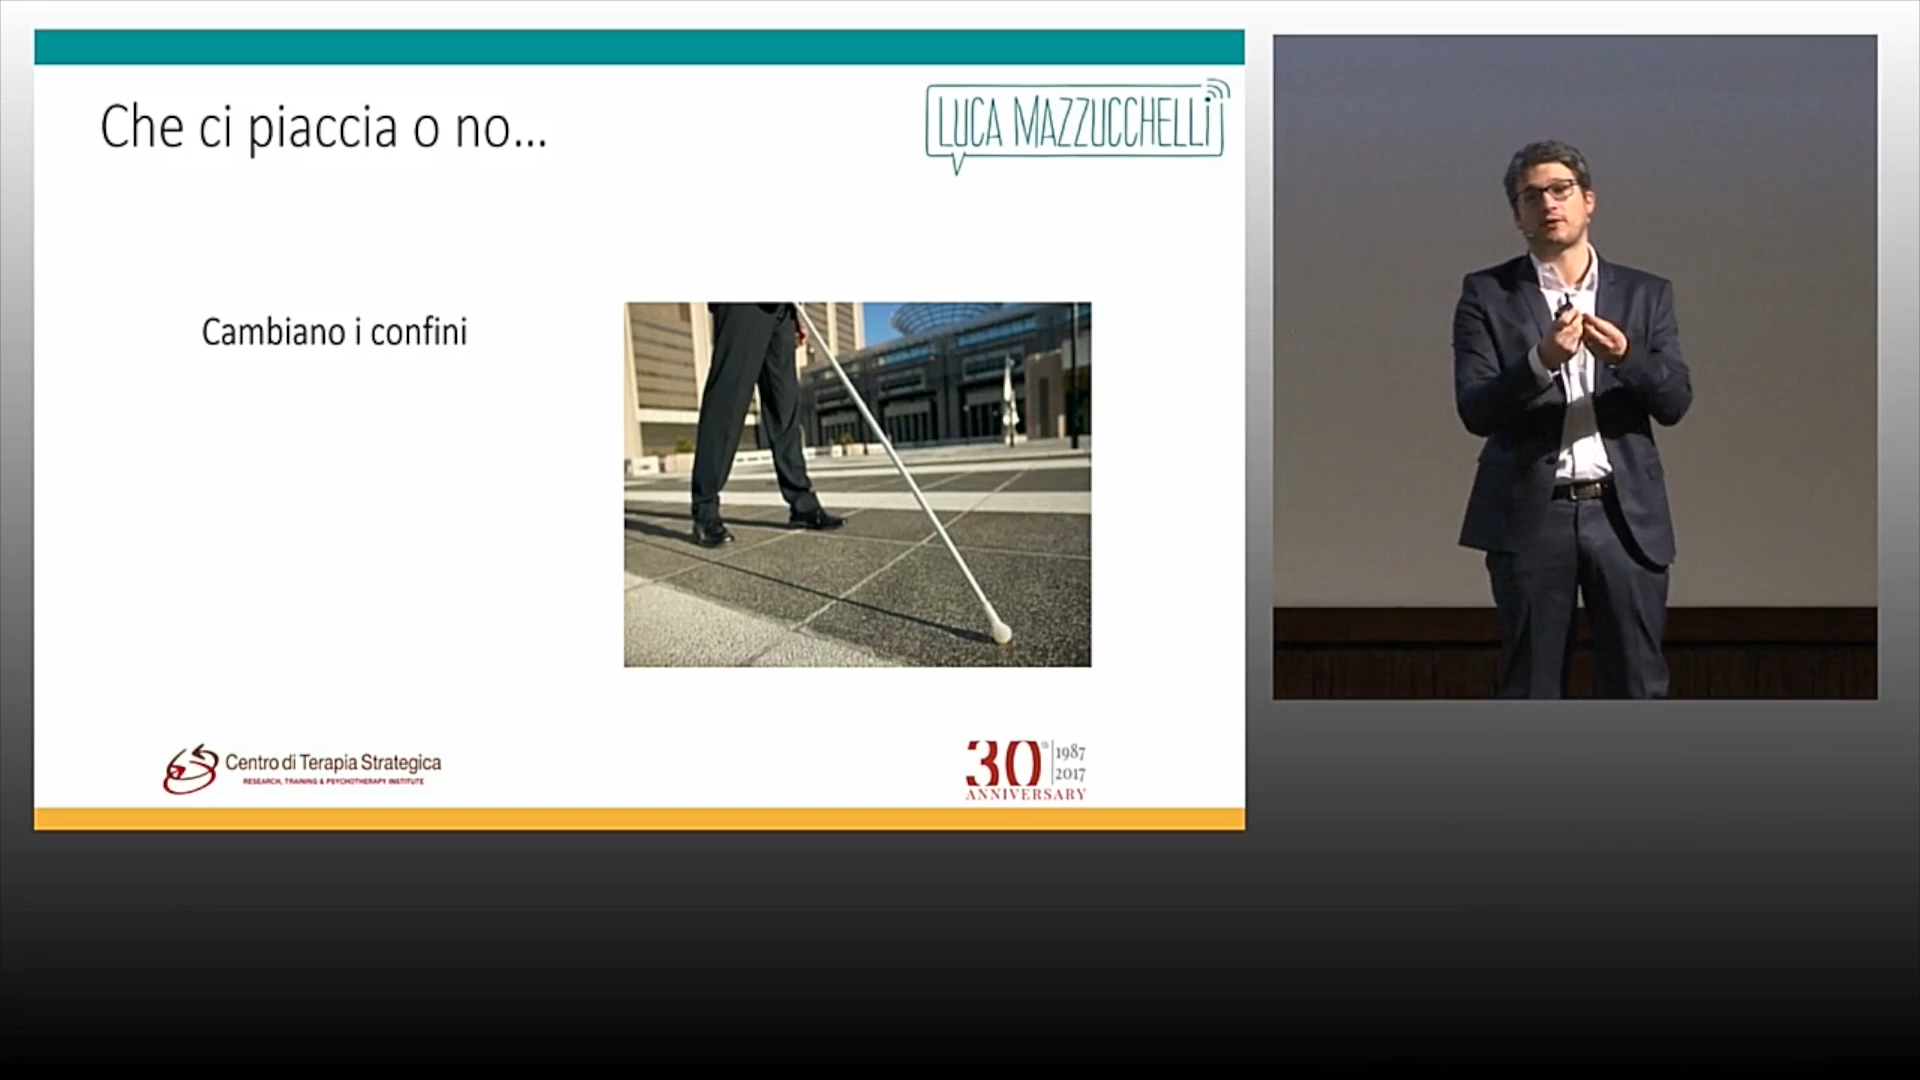 Che ci piaccia o no...
LUCA MAZZUCCHELLI
Cambiano i confini
Centro di Terapia Strategica
RESEARCH, TRAINING & PSYCHOTHERAPY INSTITUTE
30th 1987
2017
ANNIVERSARY